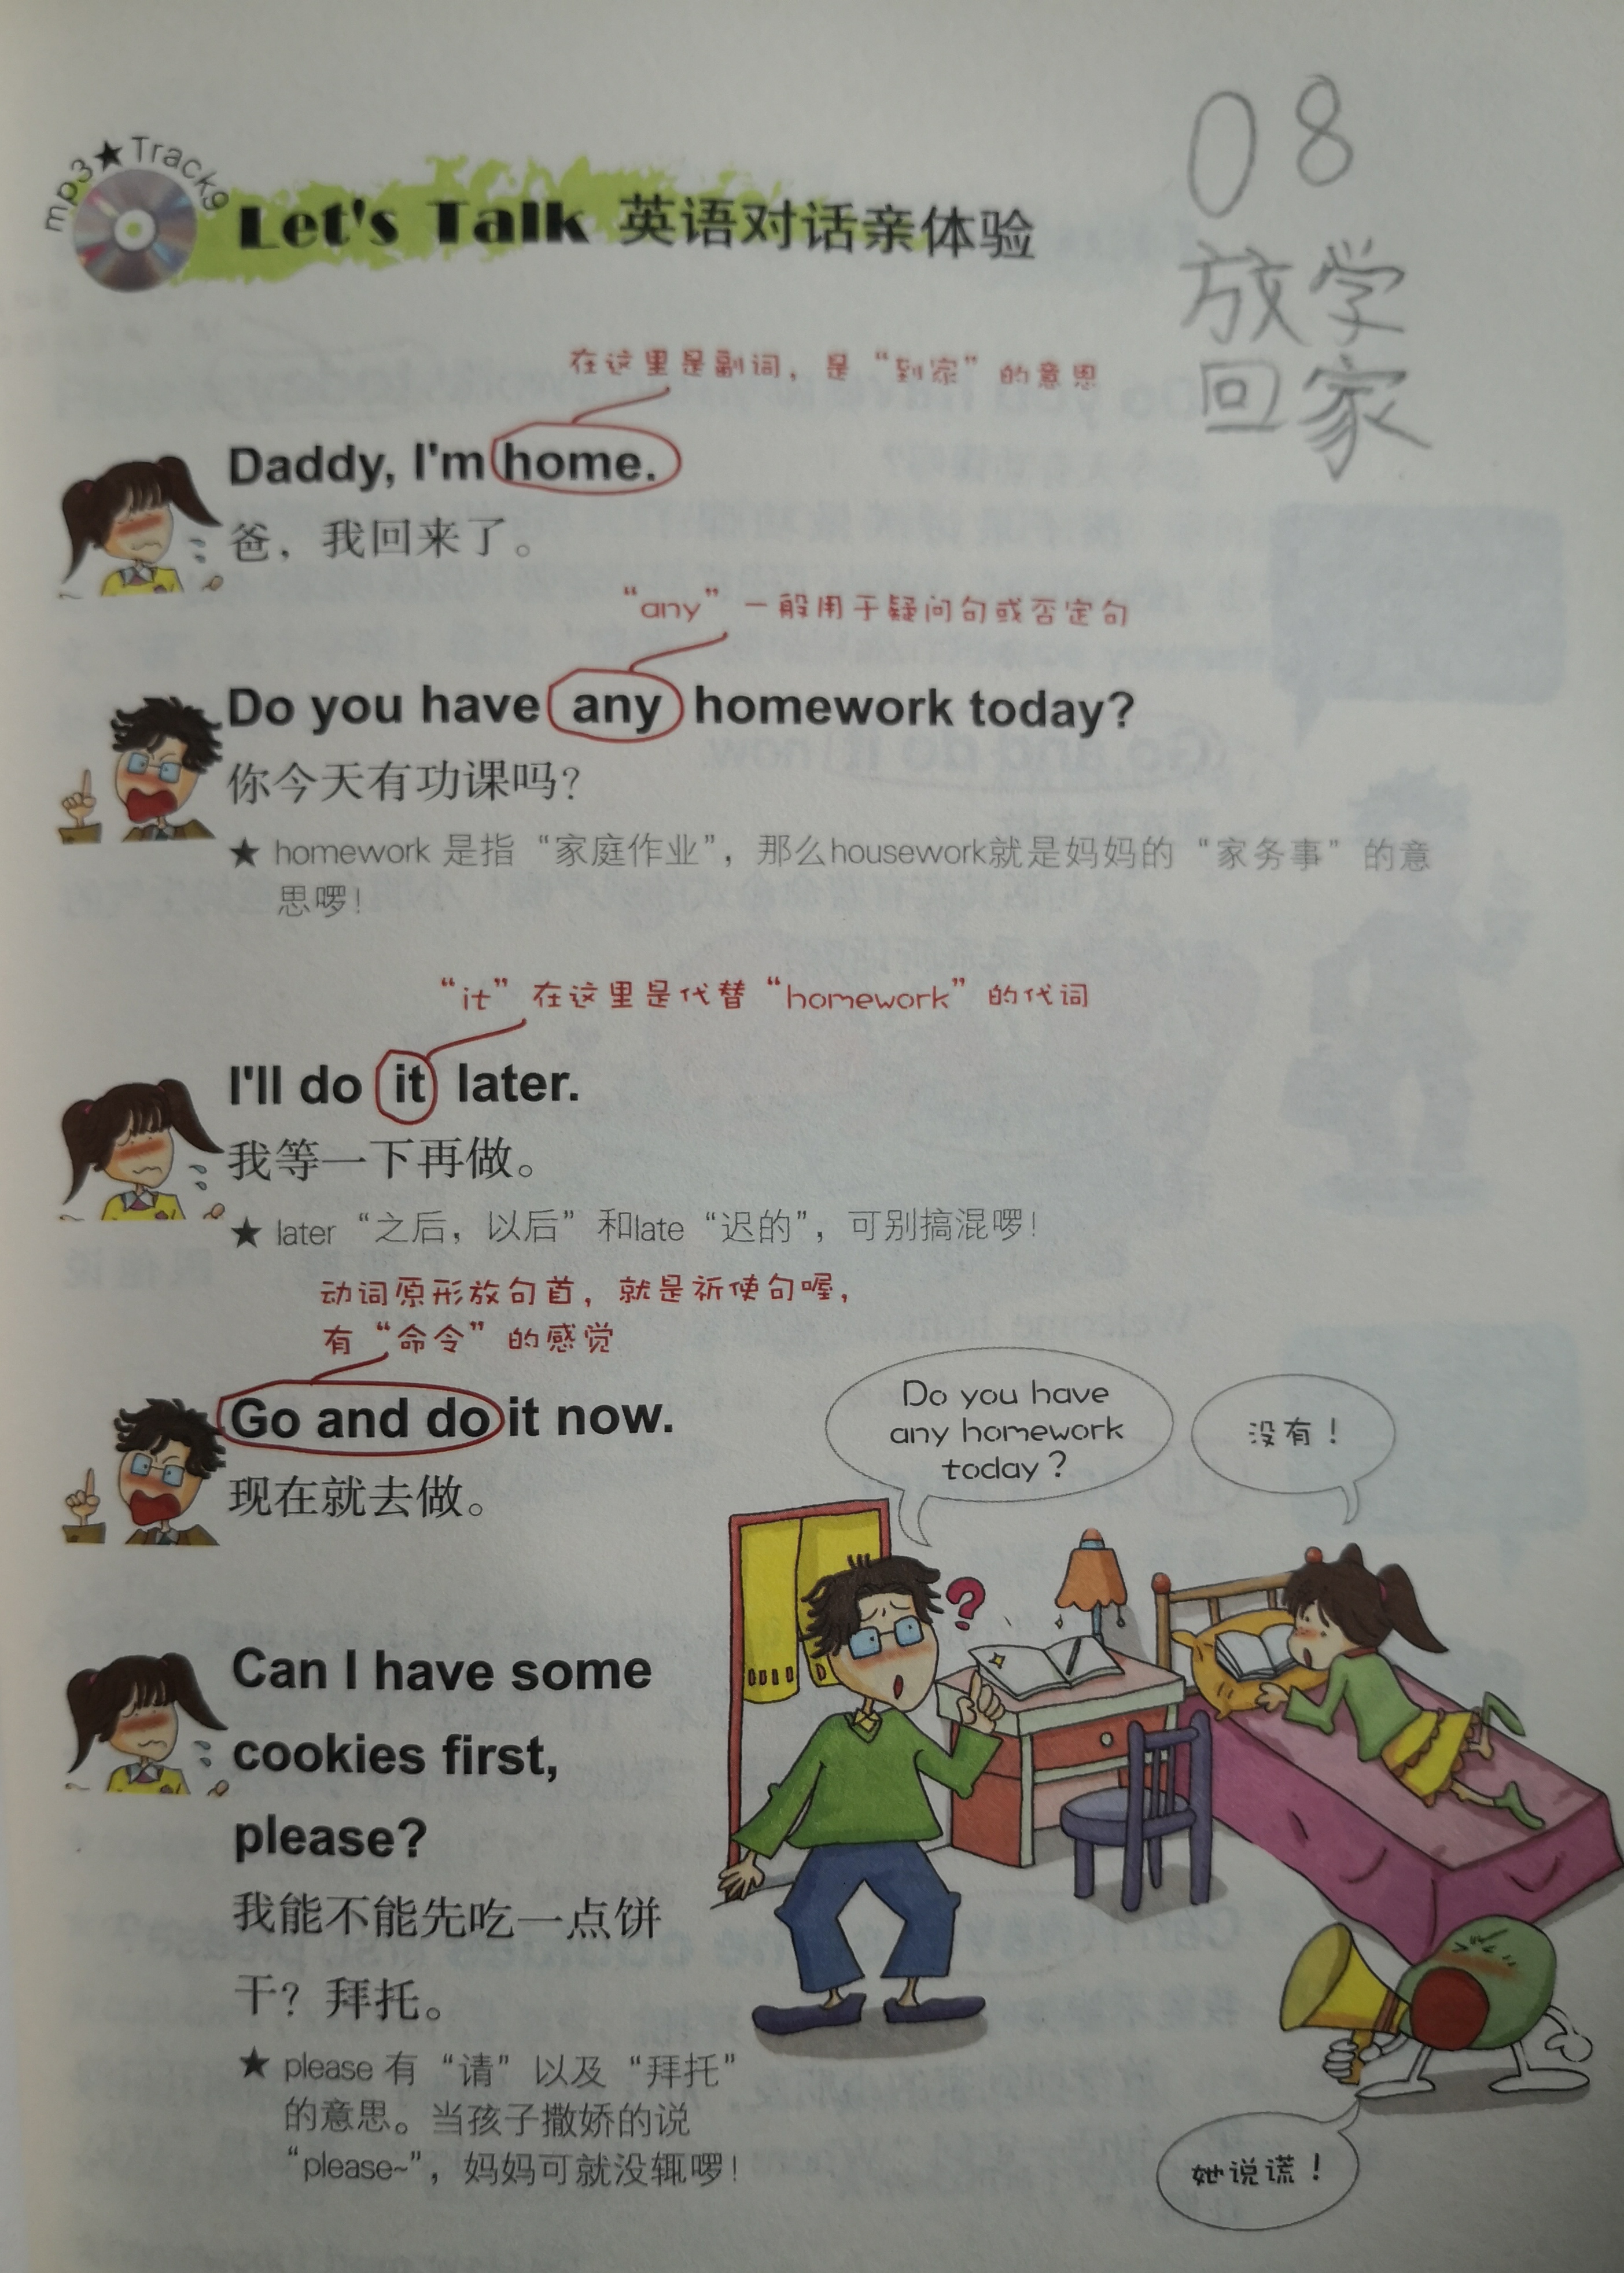 mp3★Track9
Let's Talk 英语对话亲体验
08
放学
回家
在这里是副词，是“到家”的意思
Daddy, I'm home.
爸，我回来了。
“any”一般用于疑问句或否定句
Do you have any homework today?
你今天有功课吗？
★ homework 是指“家庭作业”，那么housework就是妈妈的“家务事”的意
思啰！
“it”在这里是代替“homework”的代词
I'll do it later.
我等一下再做。
★ later“之后，以后”和late“迟的”，可别搞混啰！
动词原形放句首，就是祈使句喔，
有“命令”的感觉
Go and do it now.
现在就去做。
Do you have
any homework
today？
没有！
Can I have some
cookies first,
please?
我能不能先吃一点饼
干？拜托。
★ please 有“请”以及“拜托”
的意思。当孩子撒娇的说
“please~”，妈妈可就没辄啰！
她说谎！